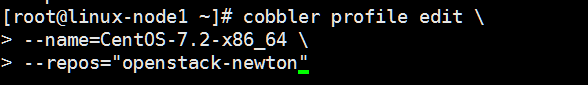 [root@linux-node1 ~]# cobbler profile edit \
> --name=CentOS-7.2-x86_64 \
> --repos="openstack-newton"